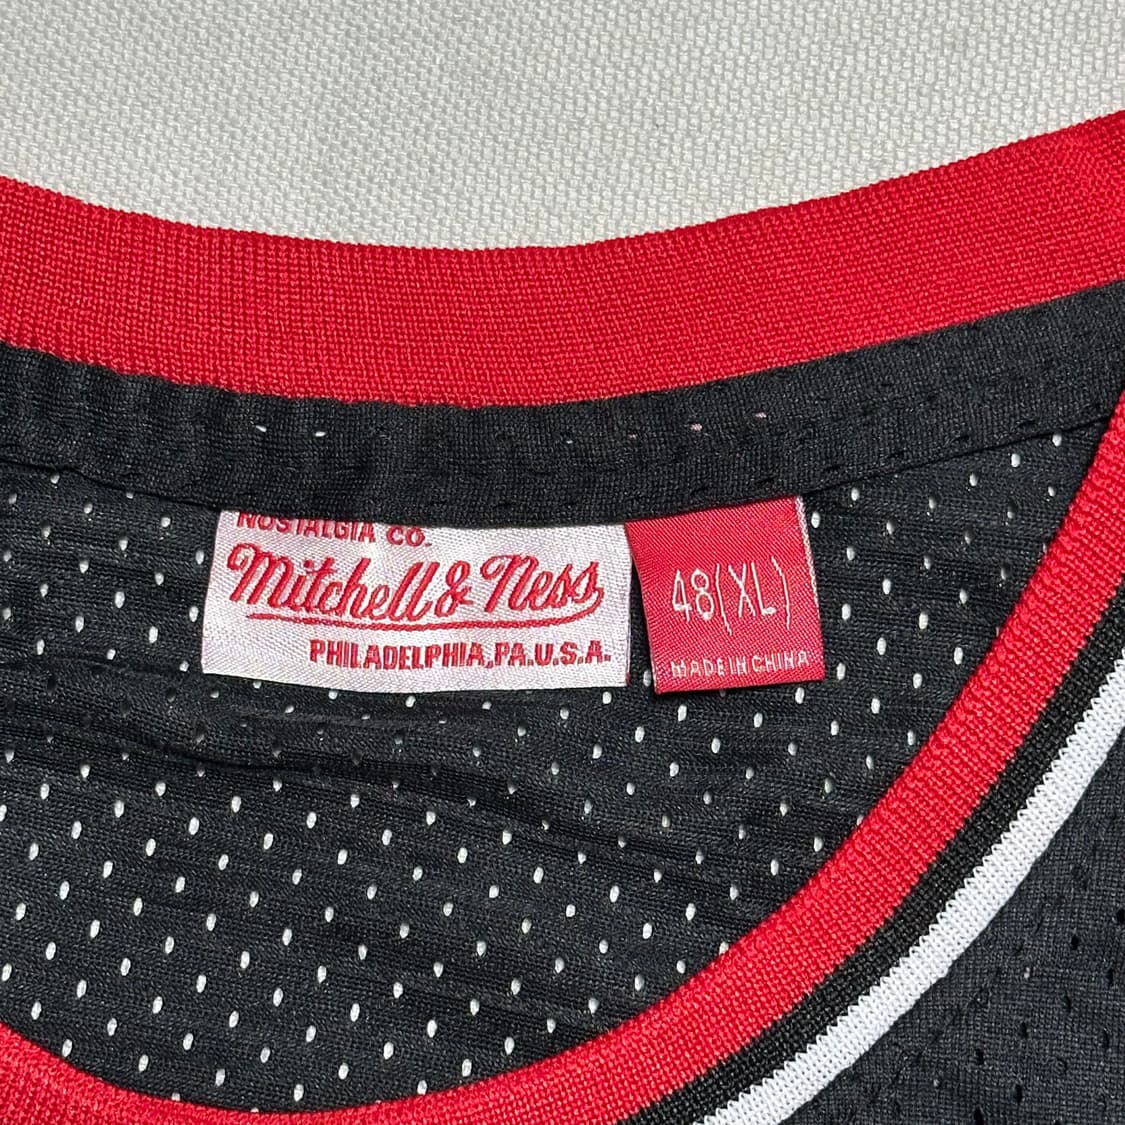 NOSTALGIA CO.
Mitchell & Ness
PHILADELPHIA, PA. U.S.A.
48(XL)
MADE IN CHINA